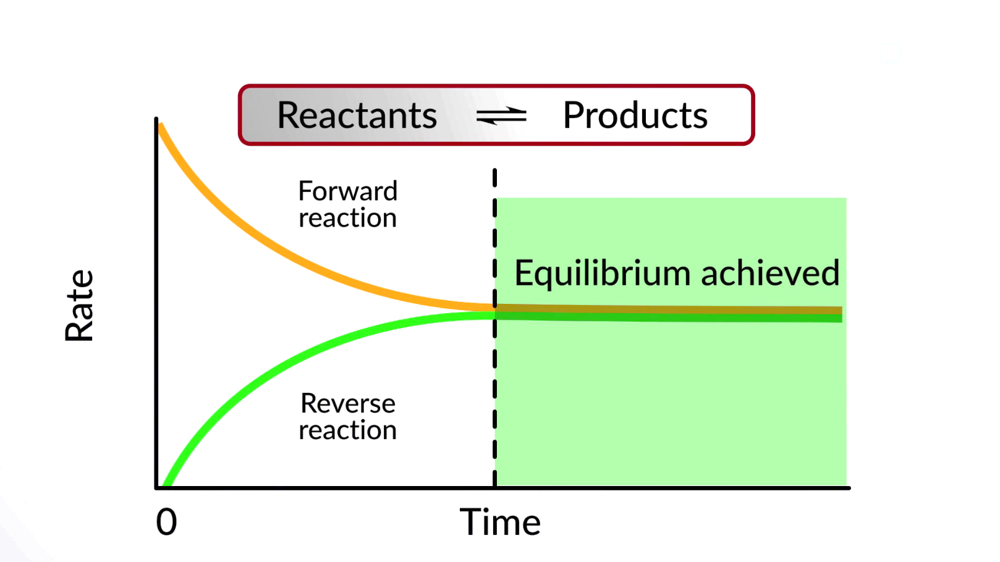 Reactants ⇌ Products
Forward
reaction
Equilibrium achieved
Rate
Reverse
reaction
0
Time